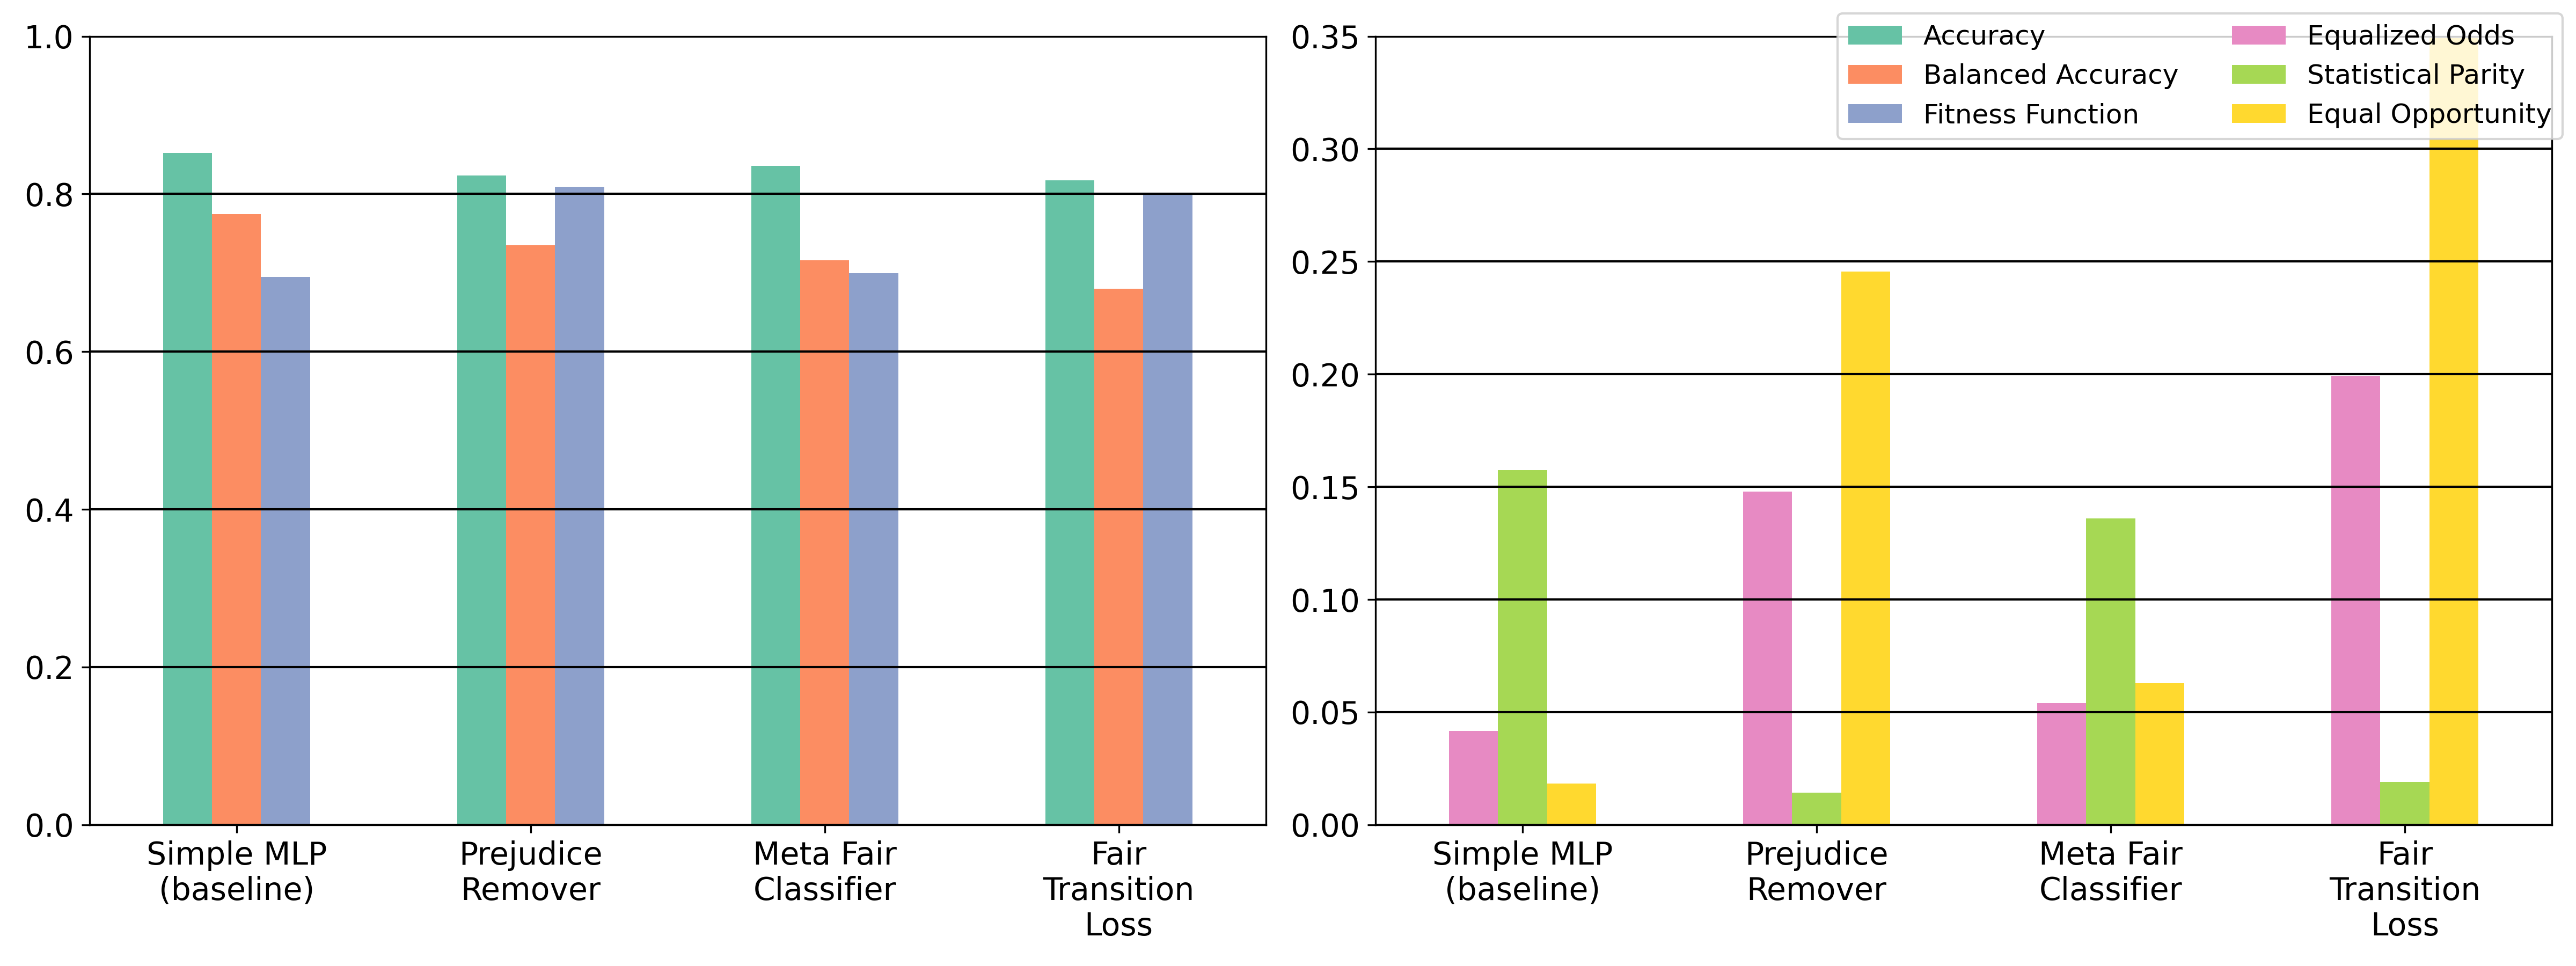 1.0
0.8
0.6
0.4
0.2
0.0
Simple MLP
(baseline)
Prejudice
Remover
Meta Fair
Classifier
Fair
Transition
Loss
0.35
0.30
0.25
0.20
0.15
0.10
0.05
0.00
Simple MLP
(baseline)
Prejudice
Remover
Meta Fair
Classifier
Fair
Transition
Loss
Accuracy
Balanced Accuracy
Fitness Function
Equalized Odds
Statistical Parity
Equal Opportunity